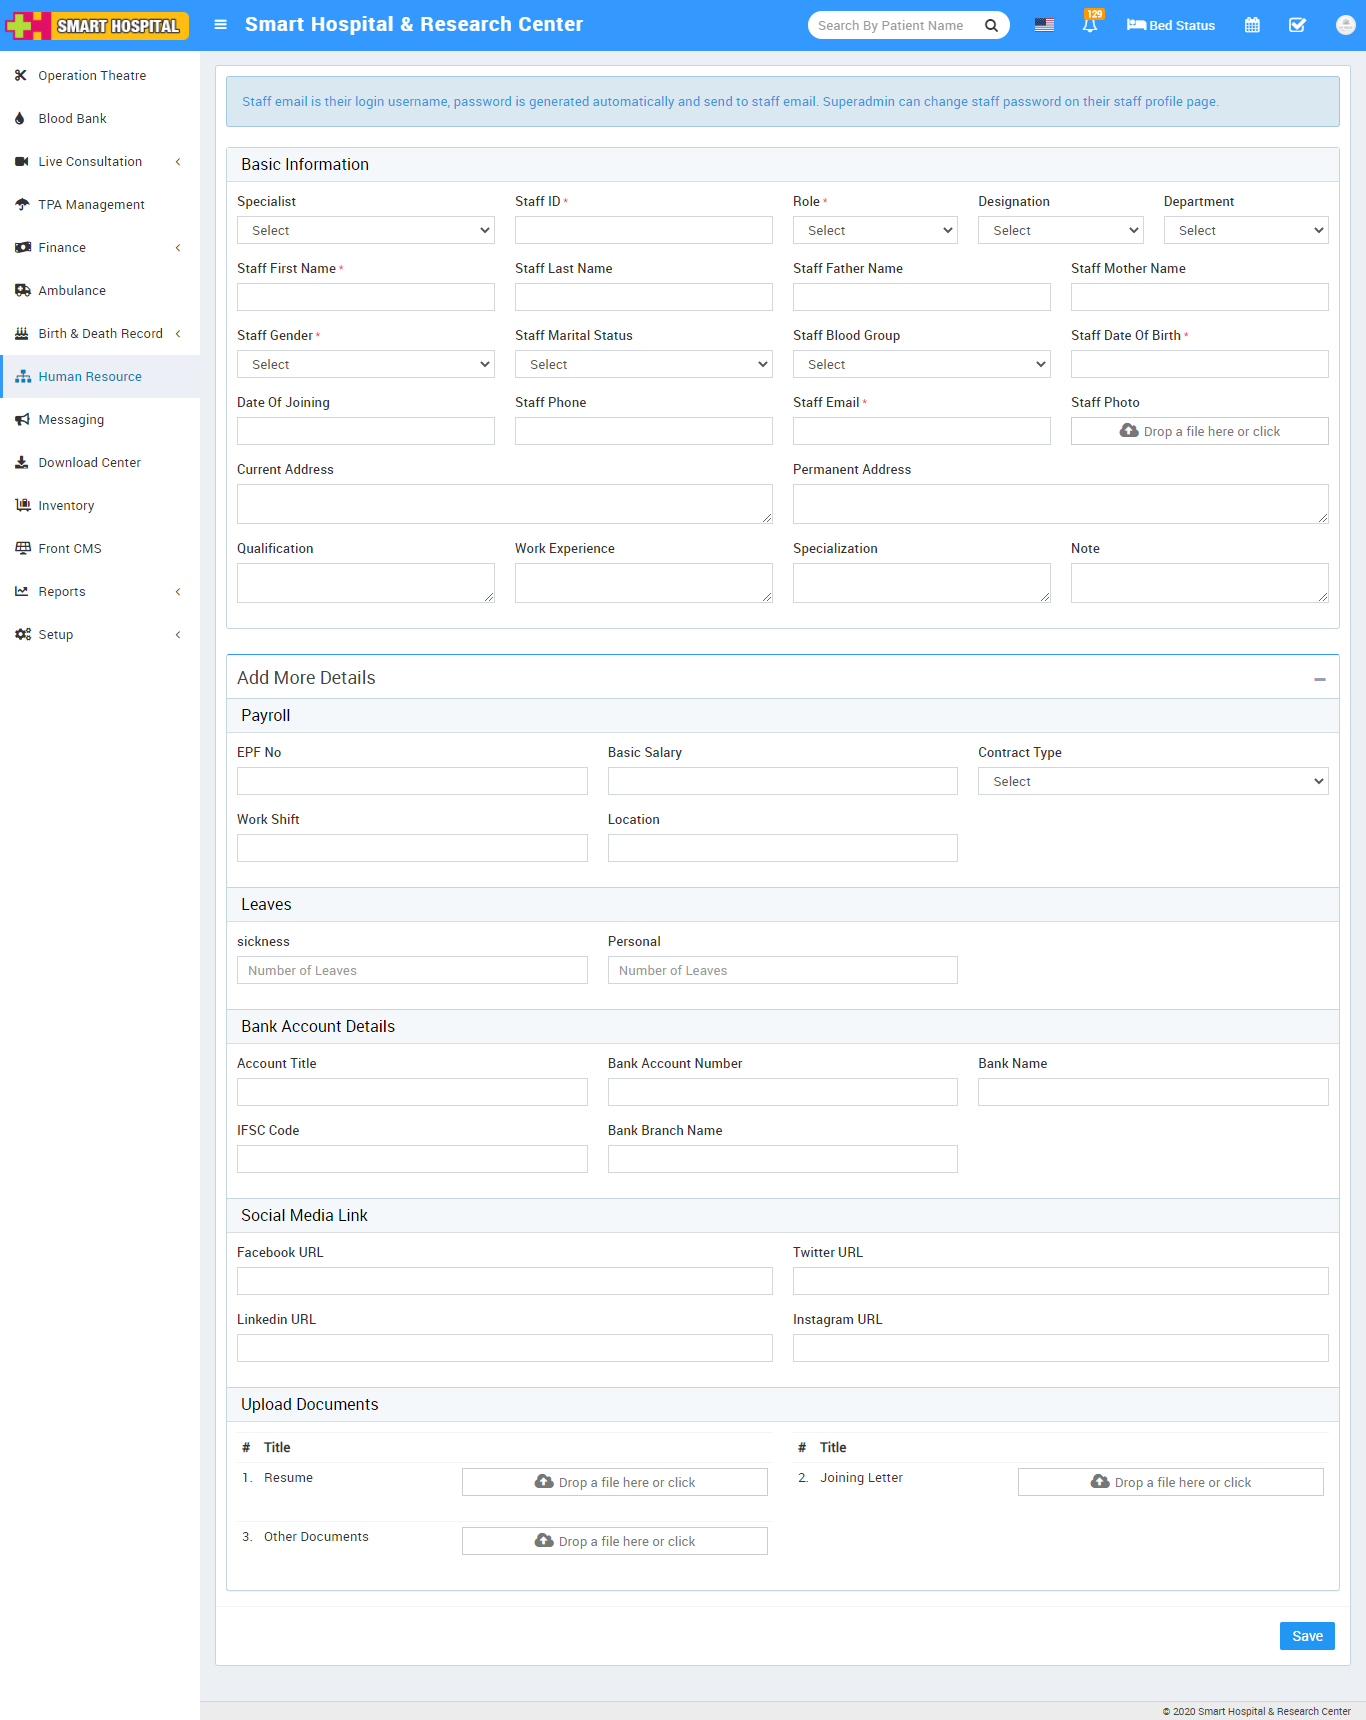 SMART HOSPITAL
Smart Hospital & Research Center
Search By Patient Name
129
Bed Status
Operation Theatre
Blood Bank
Live Consultation
TPA Management
Finance
Ambulance
Birth & Death Record
Human Resource
Messaging
Download Center
Inventory
Front CMS
Reports
Setup
Staff email is their login username, password is generated automatically and send to staff email. Superadmin can change staff password on their staff profile page.
Basic Information
Specialist Staff ID * Role * Designation Department
Select Select Select Select
Staff First Name * Staff Last Name Staff Father Name Staff Mother Name
Staff Gender * Staff Marital Status Staff Blood Group Staff Date Of Birth *
Select Select Select
Date Of Joining Staff Phone Staff Email * Staff Photo
Drop a file here or click
Current Address Permanent Address
Qualification Work Experience Specialization Note
Add More Details
Payroll
EPF No Basic Salary Contract Type
Select
Work Shift Location
Leaves
sickness Personal
Number of Leaves Number of Leaves
Bank Account Details
Account Title Bank Account Number Bank Name
IFSC Code Bank Branch Name
Social Media Link
Facebook URL Twitter URL
Linkedin URL Instagram URL
Upload Documents
# Title # Title
1. Resume Drop a file here or click 2. Joining Letter Drop a file here or click
3. Other Documents Drop a file here or click
Save
© 2020 Smart Hospital & Research Center